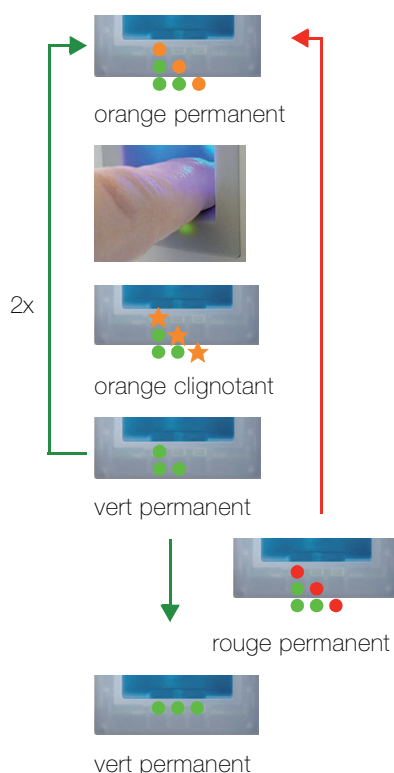 orange permanent
2x
orange clignotant
vert permanent
rouge permanent
vert permanent